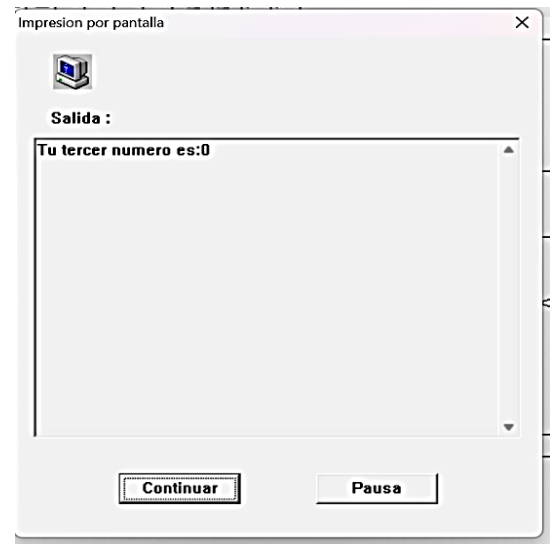 Impresion por pantalla
Salida :
Tu tercer numero es:0
Continuar
Pausa